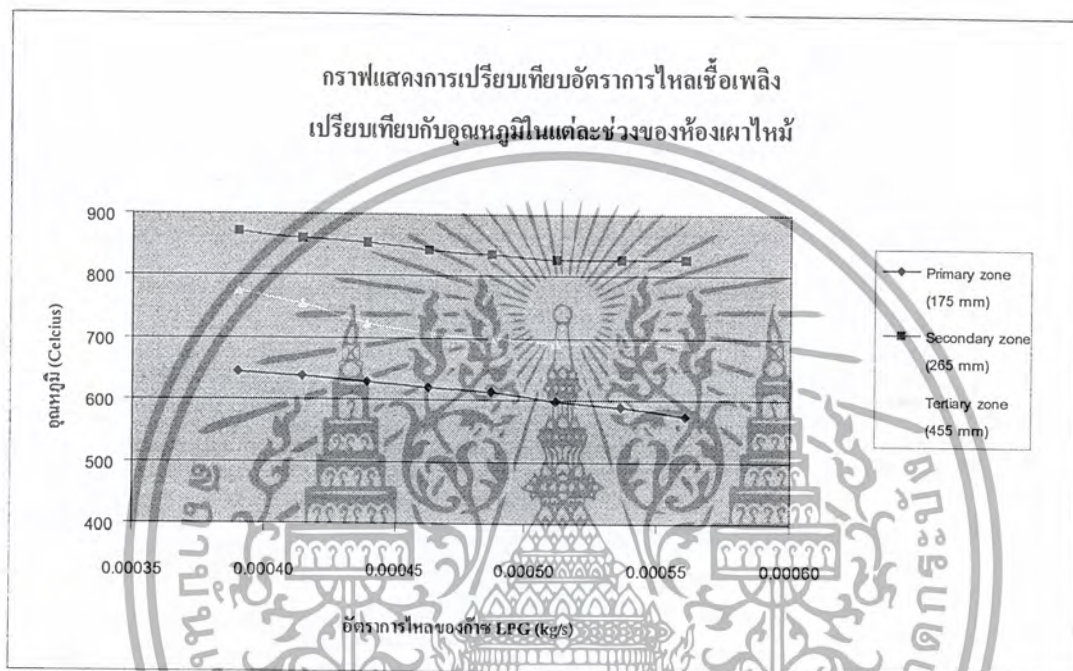 กราฟแสดงการเปรียบเทียบอัตราการไหลเชื้อเพลิง
เปรียบเทียบกับอุณหภูมิในแต่ละช่วงของห้องเผาไหม้
900
800
700
600
500
400
อุณหภูมิ (Celcius)
0.00035 0.00040 0.00045 0.00050 0.00055 0.00060
อัตราการไหลของก๊าซ LPG (kg/s)
Primary zone
(175 mm)
Secondary zone
(265 mm)
Tertiary zone
(455 mm)